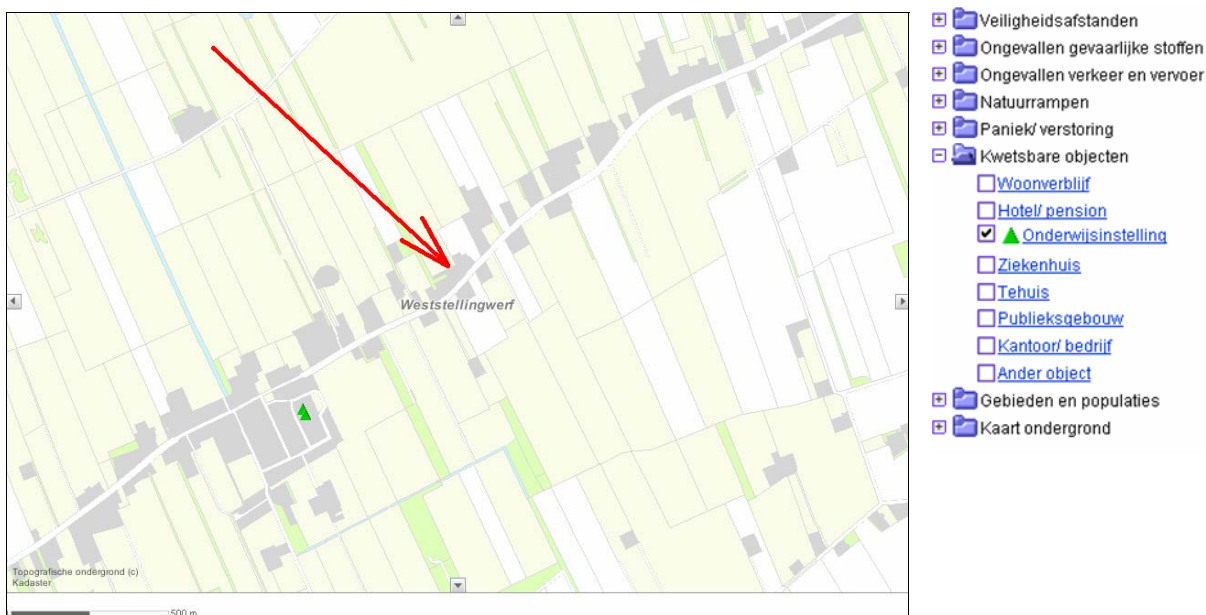 Weststellingwerf
Topografische ondergrond (c)
Kadaster
500 m
Veiligheidsafstanden
Ongevallen gevaarlijke stoffen
Ongevallen verkeer en vervoer
Natuurrampen
Paniek/ verstoring
Kwetsbare objecten
Woonverblijf
Hotel/ pension
Onderwijsinstelling
Ziekenhuis
Tehuis
Publieksgebouw
Kantoor/ bedrijf
Ander object
Gebieden en populaties
Kaart ondergrond